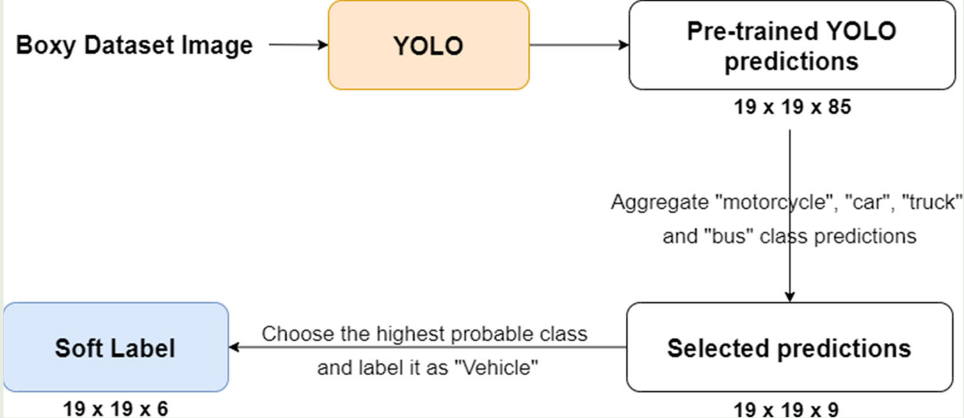 Boxy Dataset Image
YOLO
Pre-trained YOLO
predictions
19 x 19 x 85
Aggregate "motorcycle", "car", "truck"
and "bus" class predictions
Selected predictions
19 x 19 x 9
Choose the highest probable class
and label it as "Vehicle"
Soft Label
19 x 19 x 6